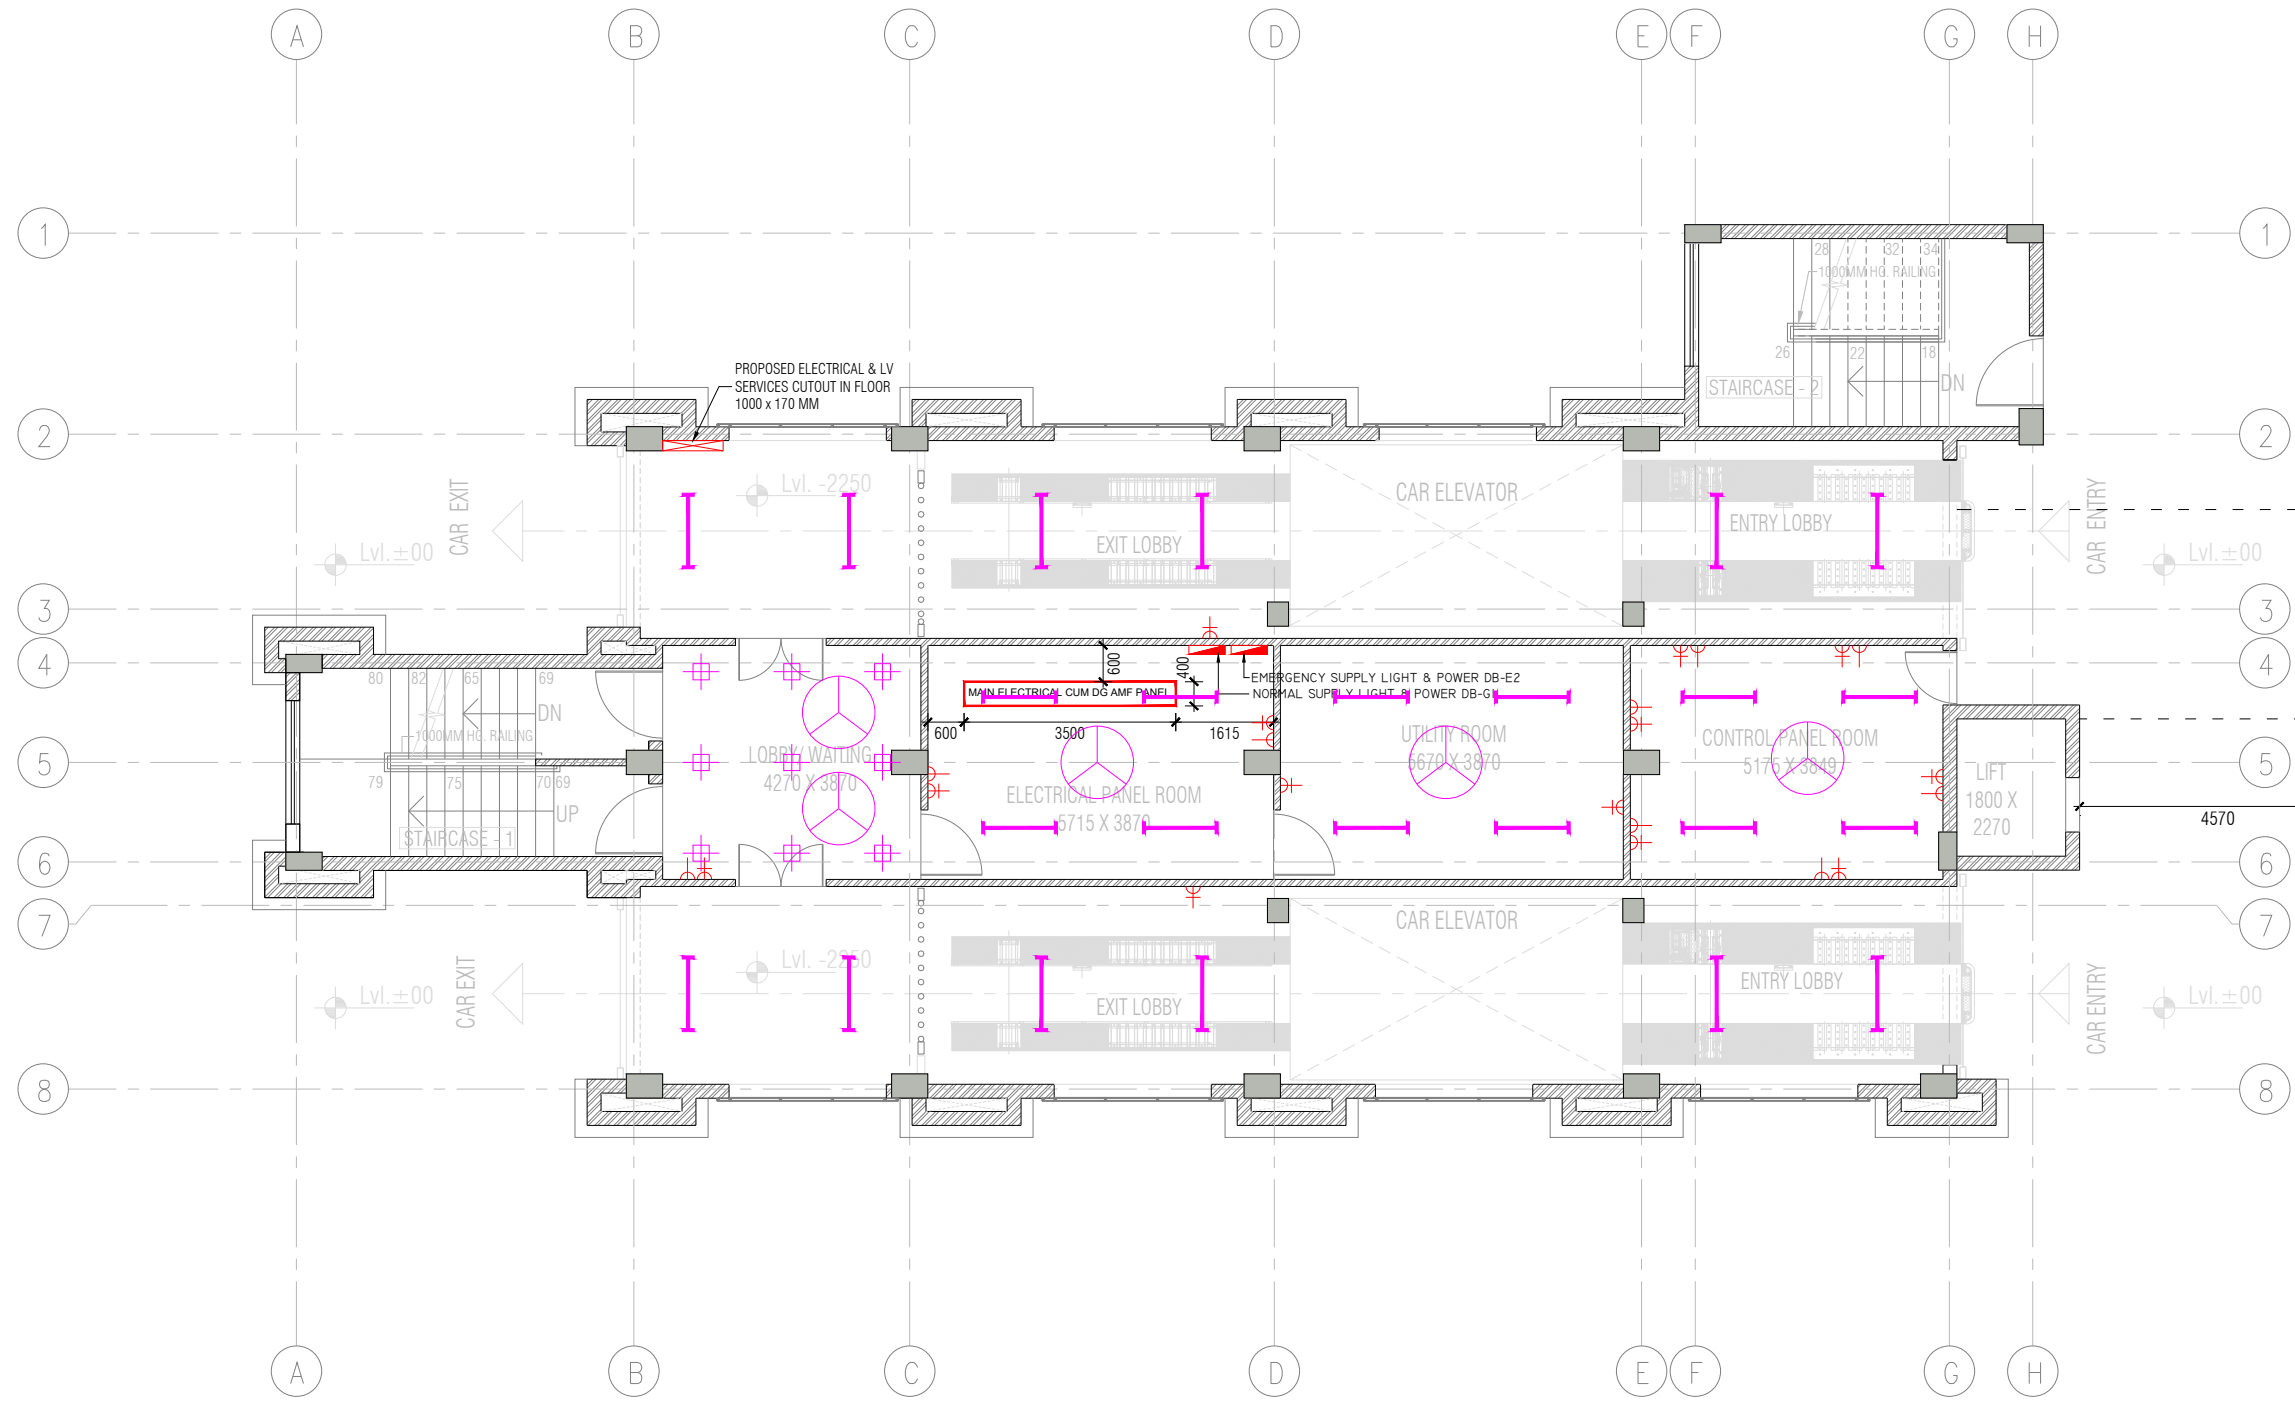 A
B
C
D
E
F
G
H
1
1
28
32
34
1000MM HG. RAILING
26
22
18
STAIRCASE - 2
DN
PROPOSED ELECTRICAL & LV
SERVICES CUTOUT IN FLOOR
1000 x 170 MM
2
2
CAR EXIT
Lvl. -2250
CAR ELEVATOR
ENTRY LOBBY
EXIT LOBBY
CAR ENTRY
Lvl.±00
Lvl.±00
3
3
4
4
80
82
65
69
DN
1000MM HG. RAILING
79
75
70
69
UP
STAIRCASE - 1
600
400
MAIN ELECTRICAL CUM DG AMF PANEL
EMERGENCY SUPPLY LIGHT & POWER DB-E2
NORMAL SUPPLY LIGHT & POWER DB-G1
600
3500
1615
LOBBY/ WAITING
4270 X 3870
ELECTRICAL PANEL ROOM
5715 X 3870
UTILITY ROOM
5670 X 3870
CONTROL PANEL ROOM
5175 X 3849
LIFT
1800 X
2270
4570
5
5
6
6
7
7
CAR EXIT
Lvl. -2250
CAR ELEVATOR
ENTRY LOBBY
EXIT LOBBY
CAR ENTRY
Lvl.±00
Lvl.±00
8
8
A
B
C
D
E
F
G
H